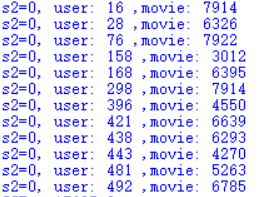 s2=0, user: 16 ,movie: 7914
s2=0, user: 28 ,movie: 6326
s2=0, user: 76 ,movie: 7922
s2=0, user: 158 ,movie: 3012
s2=0, user: 168 ,movie: 6395
s2=0, user: 298 ,movie: 7914
s2=0, user: 396 ,movie: 4550
s2=0, user: 421 ,movie: 6639
s2=0, user: 438 ,movie: 6293
s2=0, user: 443 ,movie: 4270
s2=0, user: 481 ,movie: 5263
s2=0, user: 492 ,movie: 6785